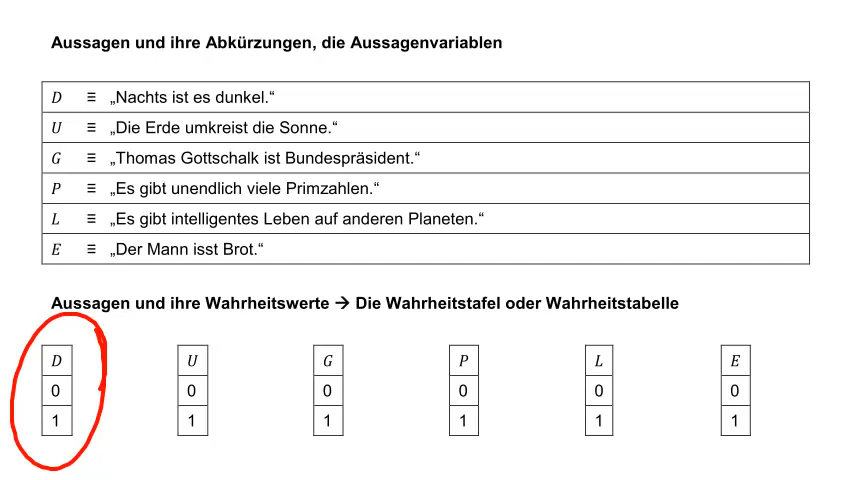 Aussagen und ihre Abkürzungen, die Aussagenvariablen
D ≡ „Nachts ist es dunkel.“
U ≡ „Die Erde umkreist die Sonne.“
G ≡ „Thomas Gottschalk ist Bundespräsident.“
P ≡ „Es gibt unendlich viele Primzahlen.“
L ≡ „Es gibt intelligentes Leben auf anderen Planeten.“
E ≡ „Der Mann isst Brot.“
Aussagen und ihre Wahrheitswerte → Die Wahrheitstafel oder Wahrheitstabelle
D U G P L E
0 0 0 0 0 0
1 1 1 1 1 1